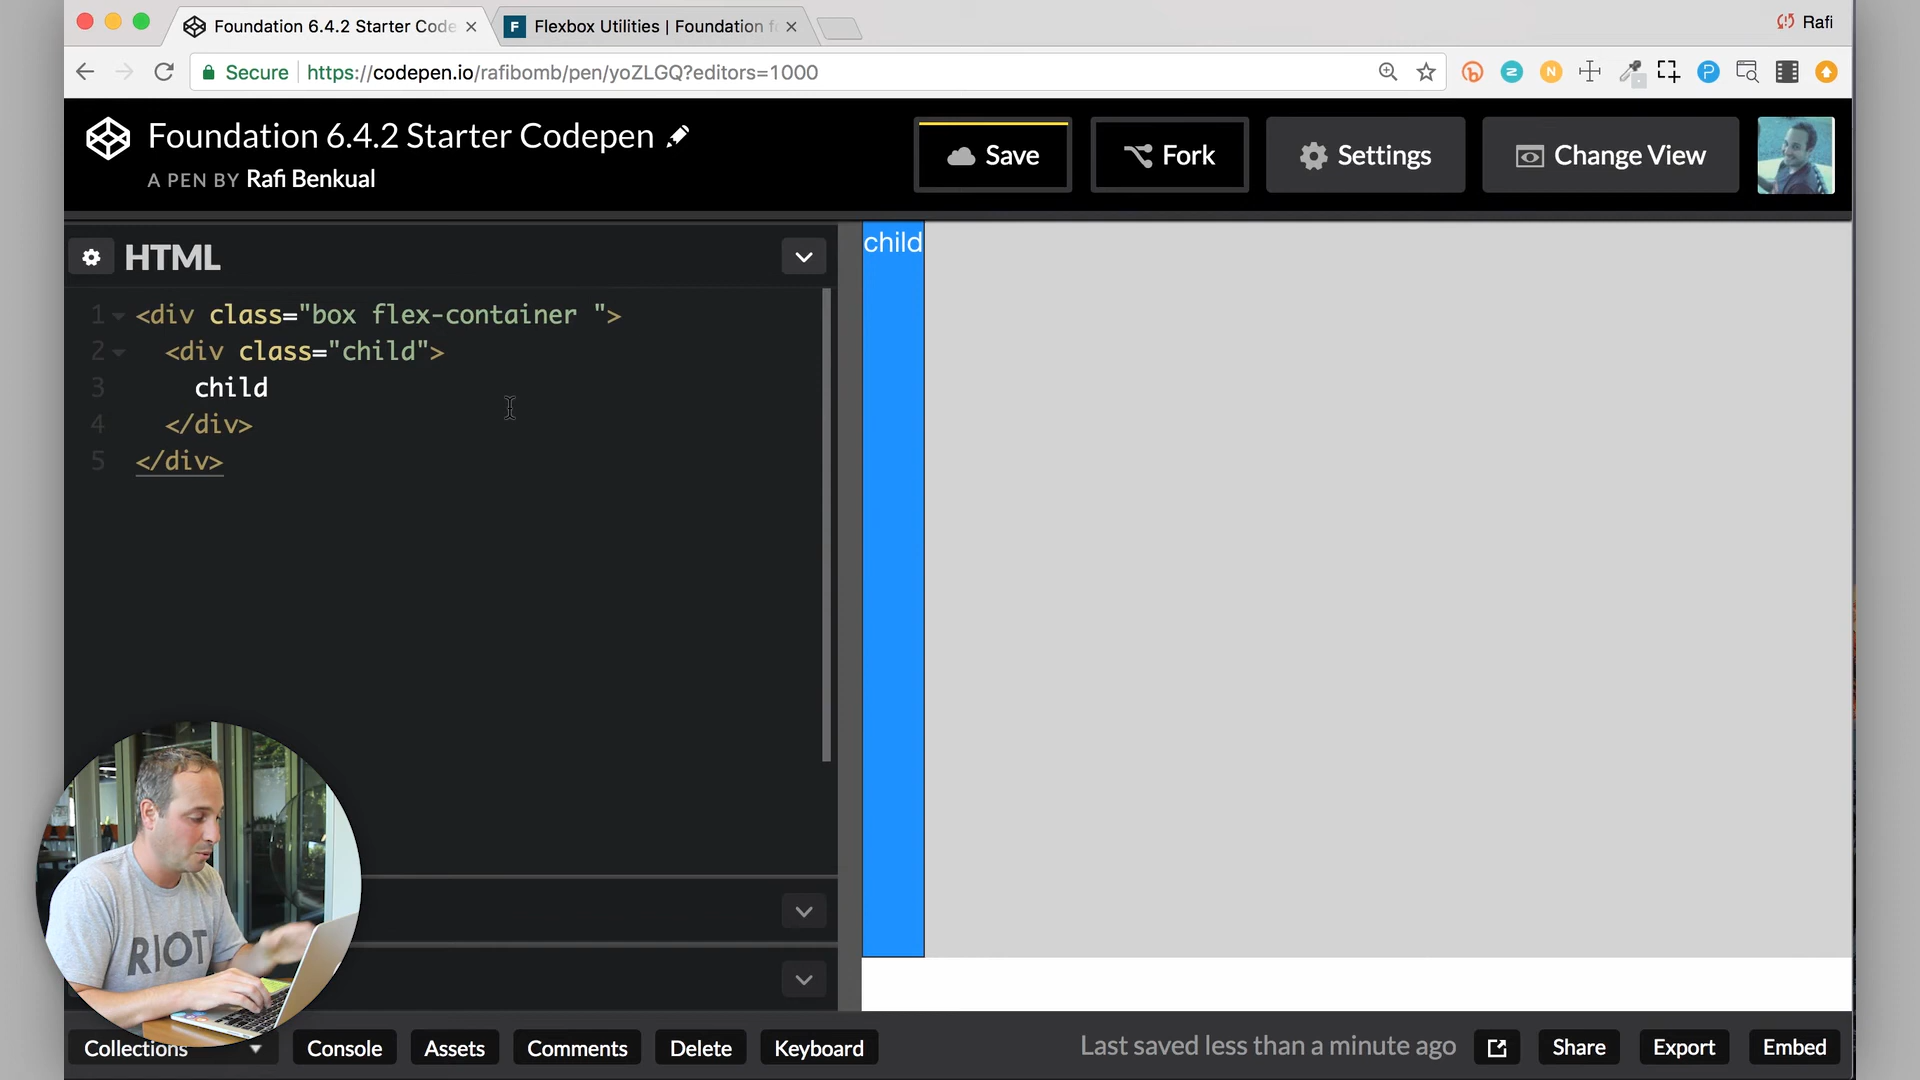 Foundation 6.4.2 Starter Code
Flexbox Utilities | Foundation f
Rafi
Secure
https://codepen.io/rafibomb/pen/yoZLGQ?editors=1000
Foundation 6.4.2 Starter Codepen
A PEN BY Rafi Benkual
Save
Fork
Settings
Change View
HTML
1 <div class="box flex-container ">
2 <div class="child">
3 child
4 </div>
5 </div>
child
RIOT
Collections
Console
Assets
Comments
Delete
Keyboard
Last saved less than a minute ago
Share
Export
Embed